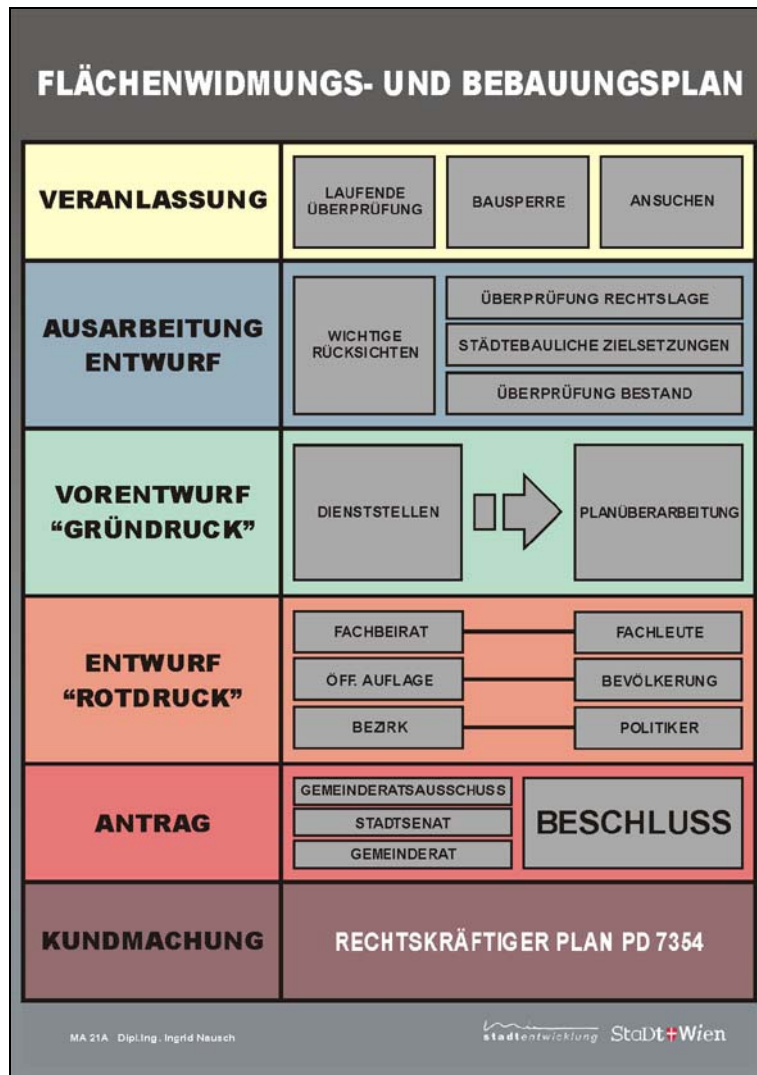 FLÄCHENWIDMUNGS- UND BEBAUUNGSPLAN
VERANLASSUNG
LAUFENDE
ÜBERPRÜFUNG
BAUSPERRE
ANSUCHEN
AUSARBEITUNG
ENTWURF
WICHTIGE
RÜCKSICHTEN
ÜBERPRÜFUNG RECHTSLAGE
STÄDTEBAULICHE ZIELSETZUNGEN
ÜBERPRÜFUNG BESTAND
VORENTWURF
“GRÜNDRUCK”
DIENSTSTELLEN
PLANÜBERARBEITUNG
ENTWURF
“ROTDRUCK”
FACHBEIRAT
FACHLEUTE
ÖFF. AUFLAGE
BEVÖLKERUNG
BEZIRK
POLITIKER
ANTRAG
GEMEINDERATSAUSSCHUSS
STADTSENAT
GEMEINDERAT
BESCHLUSS
KUNDMACHUNG
RECHTSKRÄFTIGER PLAN PD 7354
MA 21A Dipl.Ing. Ingrid Nausch
stadtentwicklung
StaDt Wien